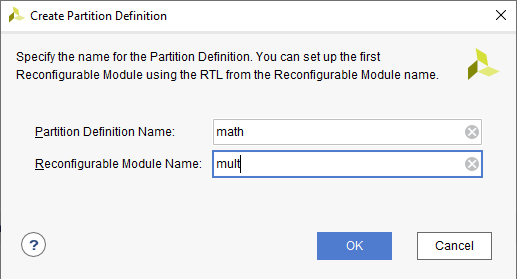 Create Partition Definition
Specify the name for the Partition Definition. You can set up the first
Reconfigurable Module using the RTL from the Reconfigurable Module name.
Partition Definition Name: math
Reconfigurable Module Name: mult
? OK Cancel